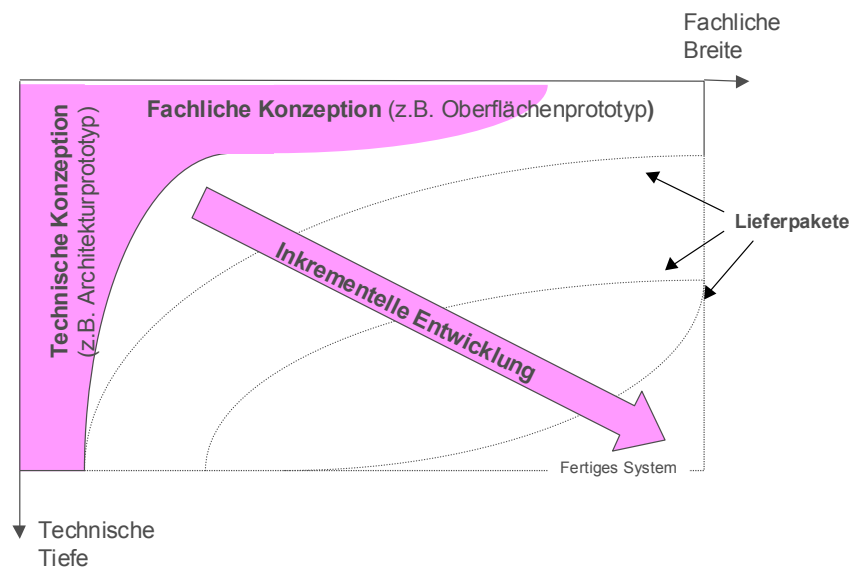 Fachliche
Breite
Fachliche Konzeption (z.B. Oberflächenprototyp)
Technische Konzeption
(z.B. Architekturprototyp)
Lieferpakete
Inkrementelle Entwicklung
Fertiges System
Technische
Tiefe